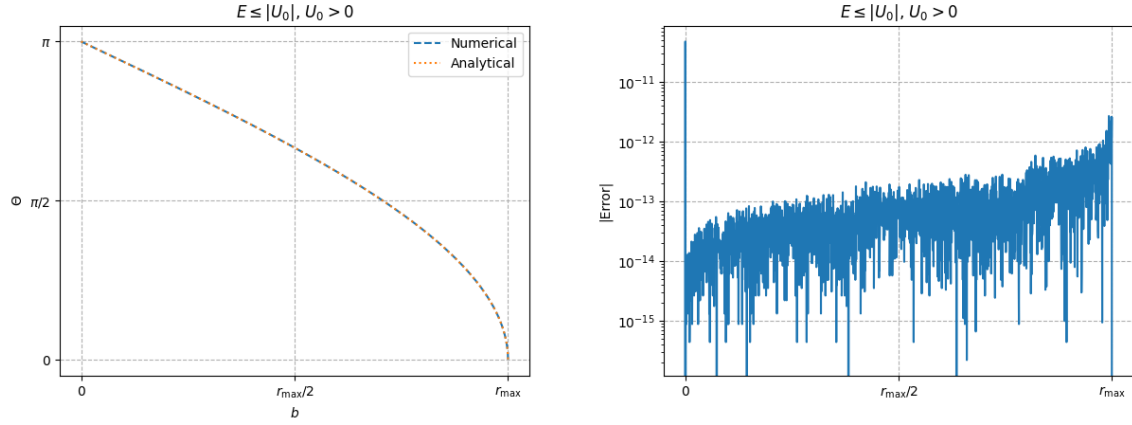 E ≤ |U₀|, U₀ > 0
π
Θ π/2
0
Numerical
Analytical
0 r_max/2 r_max
b
E ≤ |U₀|, U₀ > 0
|Error|
10⁻¹¹
10⁻¹²
10⁻¹³
10⁻¹⁴
10⁻¹⁵
0 r_max/2 r_max